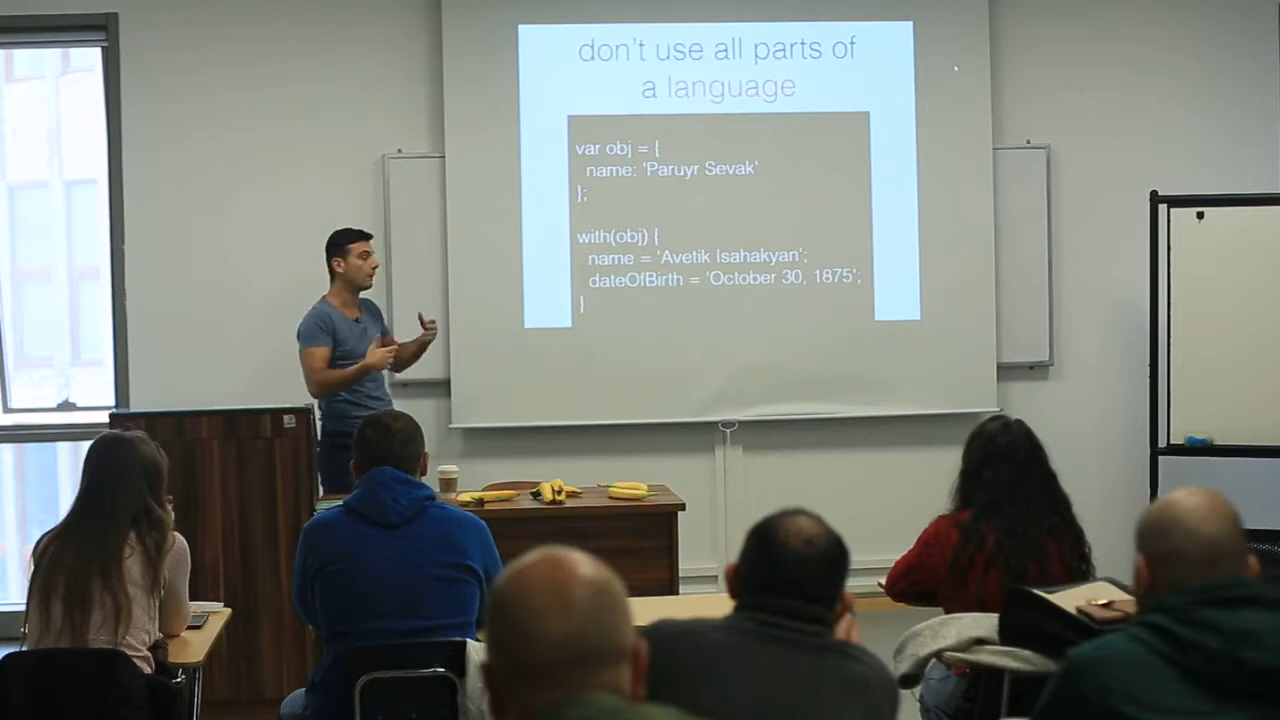 don't use all parts of
a language
var obj = {
name: 'Paruyr Sevak'
};
with(obj) {
name = 'Avetik Isahakyan';
dateOfBirth = 'October 30, 1875';
}